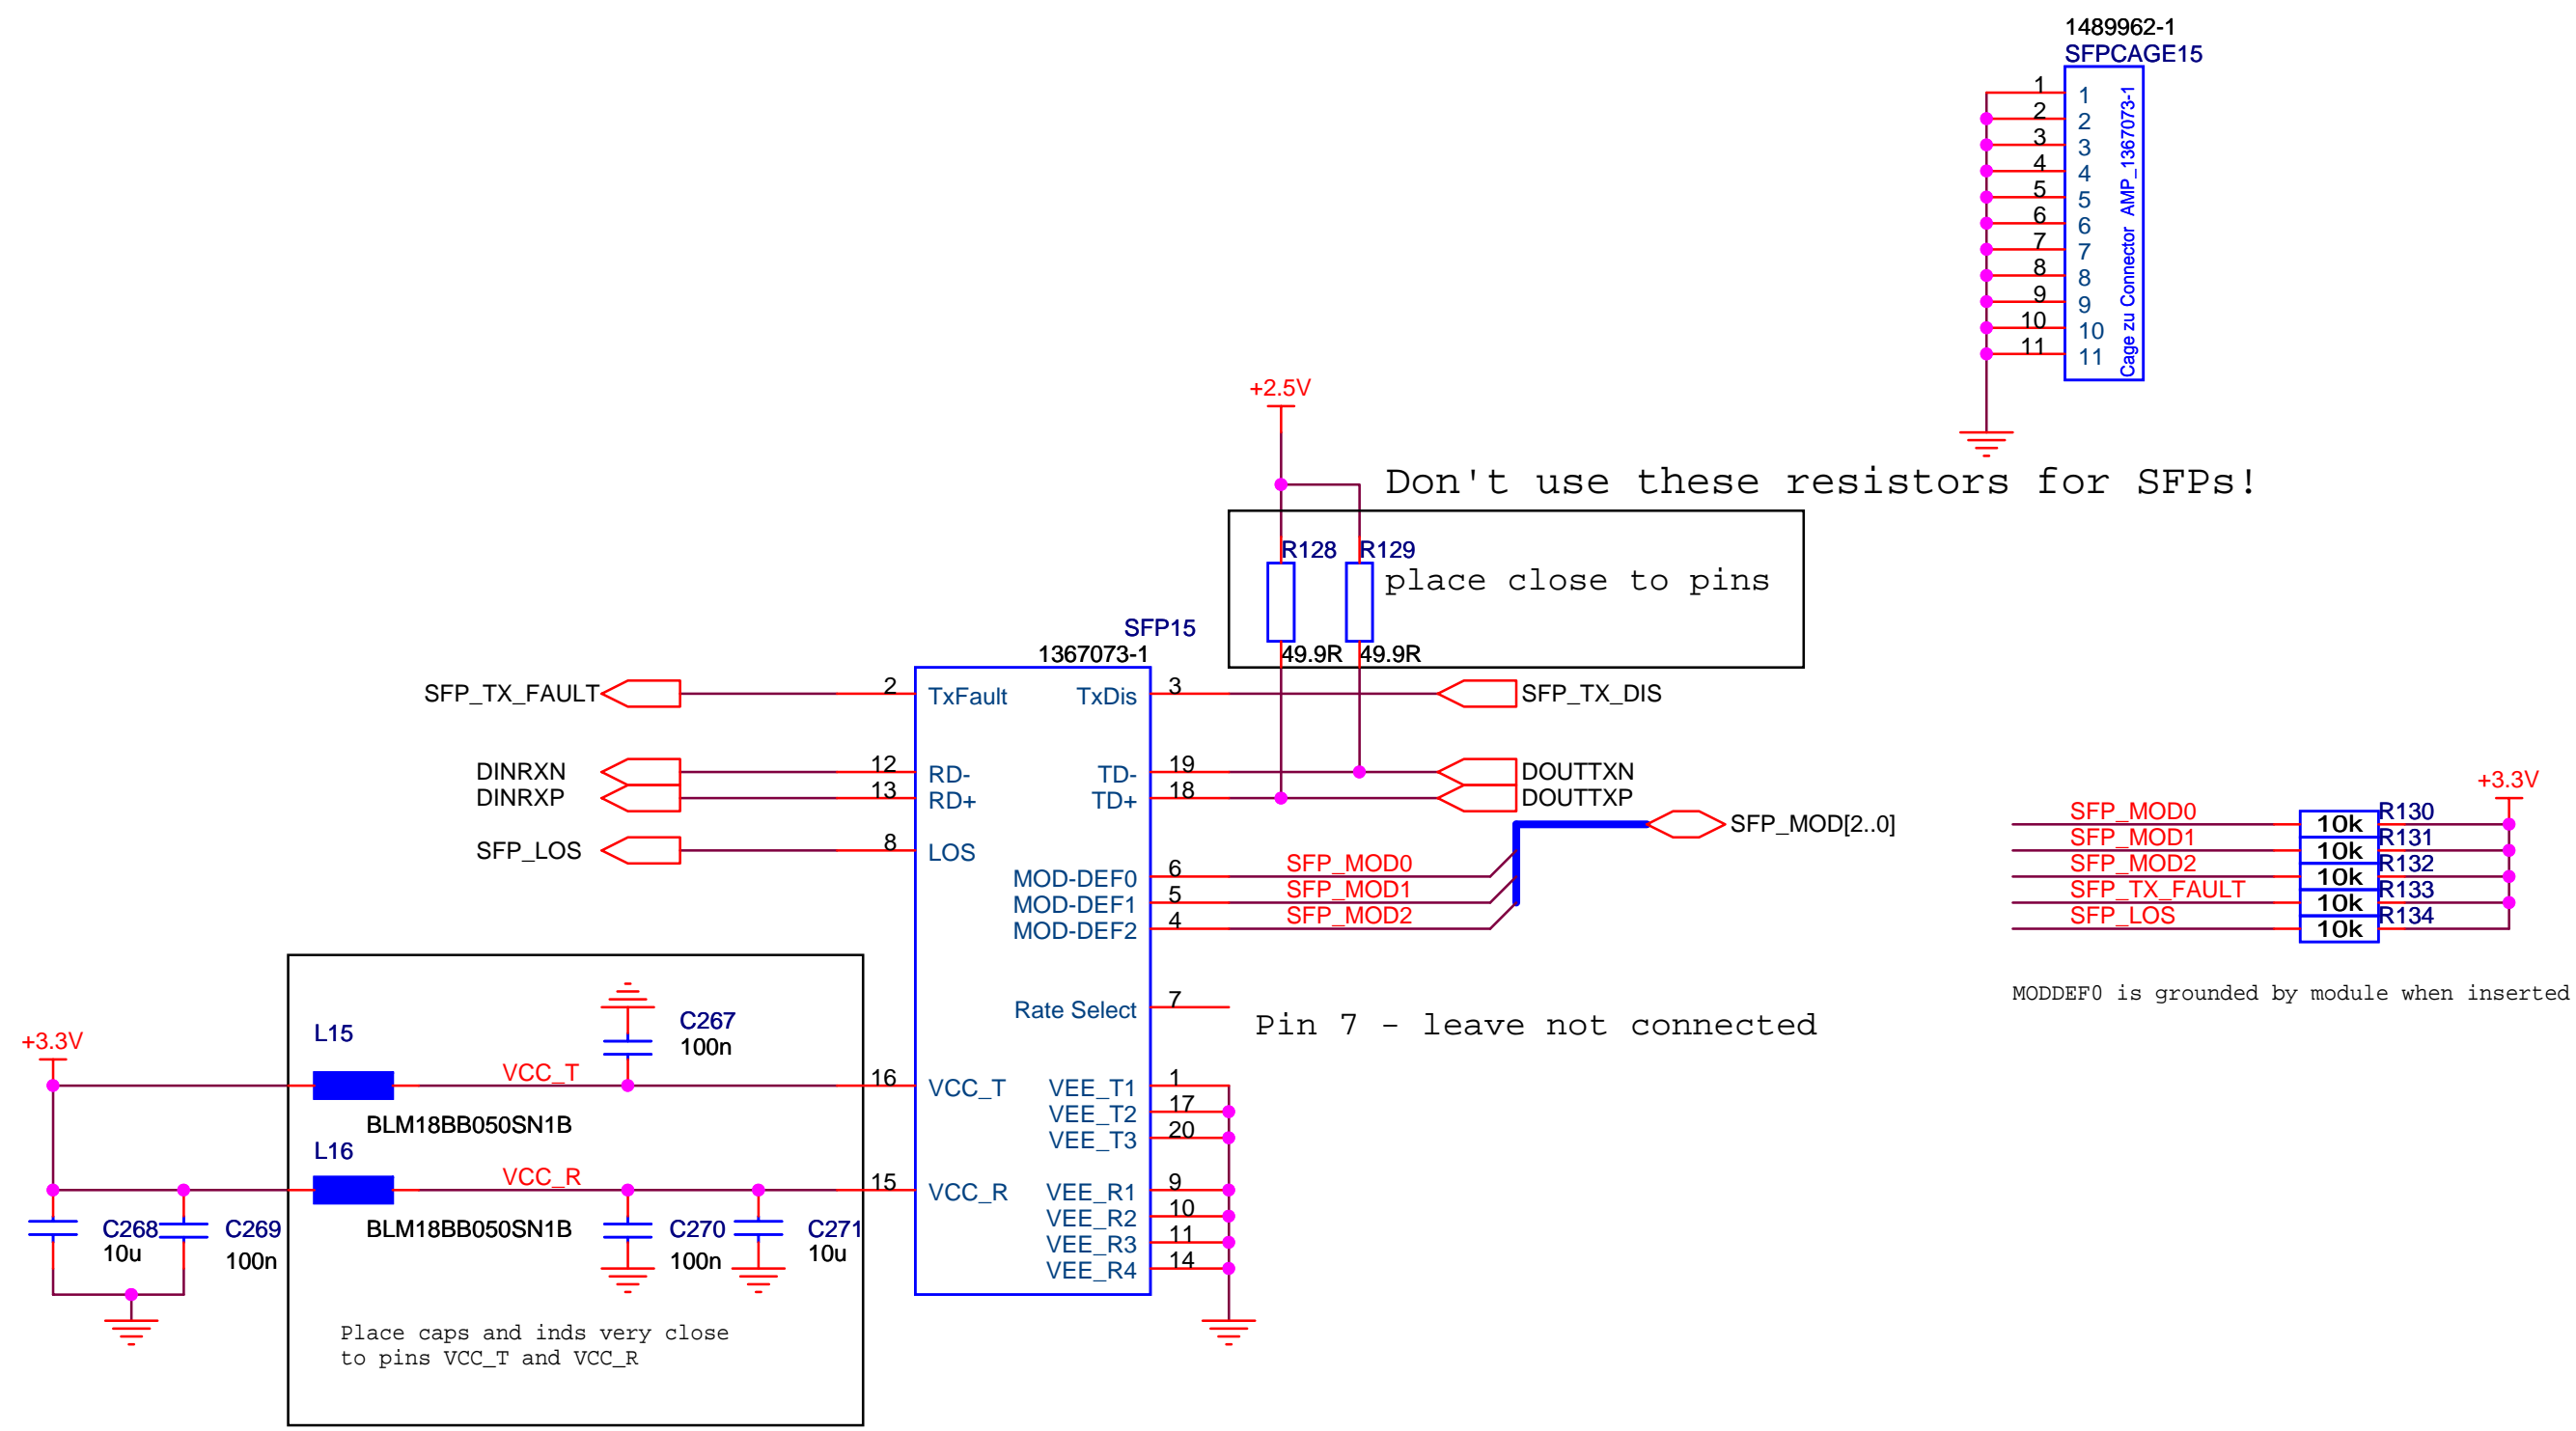 1489962-1
SFPCAGE15
1 1
2 2
3 3
4 4
5 5
6 6
7 7
8 8
9 9
10 10
11 11
Cage zu Connector AMP_1367073-1
+2.5V
Don't use these resistors for SFPs!
R128 R129
place close to pins
49.9R 49.9R
SFP15
1367073-1
SFP_TX_FAULT 2 TxFault TxDis 3 SFP_TX_DIS
DINRXN 12 RD- TD- 19 DOUTTXN
DINRXP 13 RD+ TD+ 18 DOUTTXP
SFP_MOD[2..0]
SFP_LOS 8 LOS
MOD-DEF0 6 SFP_MOD0
MOD-DEF1 5 SFP_MOD1
MOD-DEF2 4 SFP_MOD2
+3.3V
SFP_MOD0 10k R130
SFP_MOD1 10k R131
SFP_MOD2 10k R132
SFP_TX_FAULT 10k R133
SFP_LOS 10k R134
MODDEF0 is grounded by module when inserted
Rate Select 7
Pin 7 - leave not connected
+3.3V
L15
C267
100n
VCC_T 16 VCC_T
BLM18BB050SN1B
L16
VCC_R 15 VCC_R
BLM18BB050SN1B
VEE_T1 1
VEE_T2 17
VEE_T3 20
VEE_R1 9
VEE_R2 10
VEE_R3 11
VEE_R4 14
C268
10u
C269
100n
C270
100n
C271
10u
Place caps and inds very close
to pins VCC_T and VCC_R